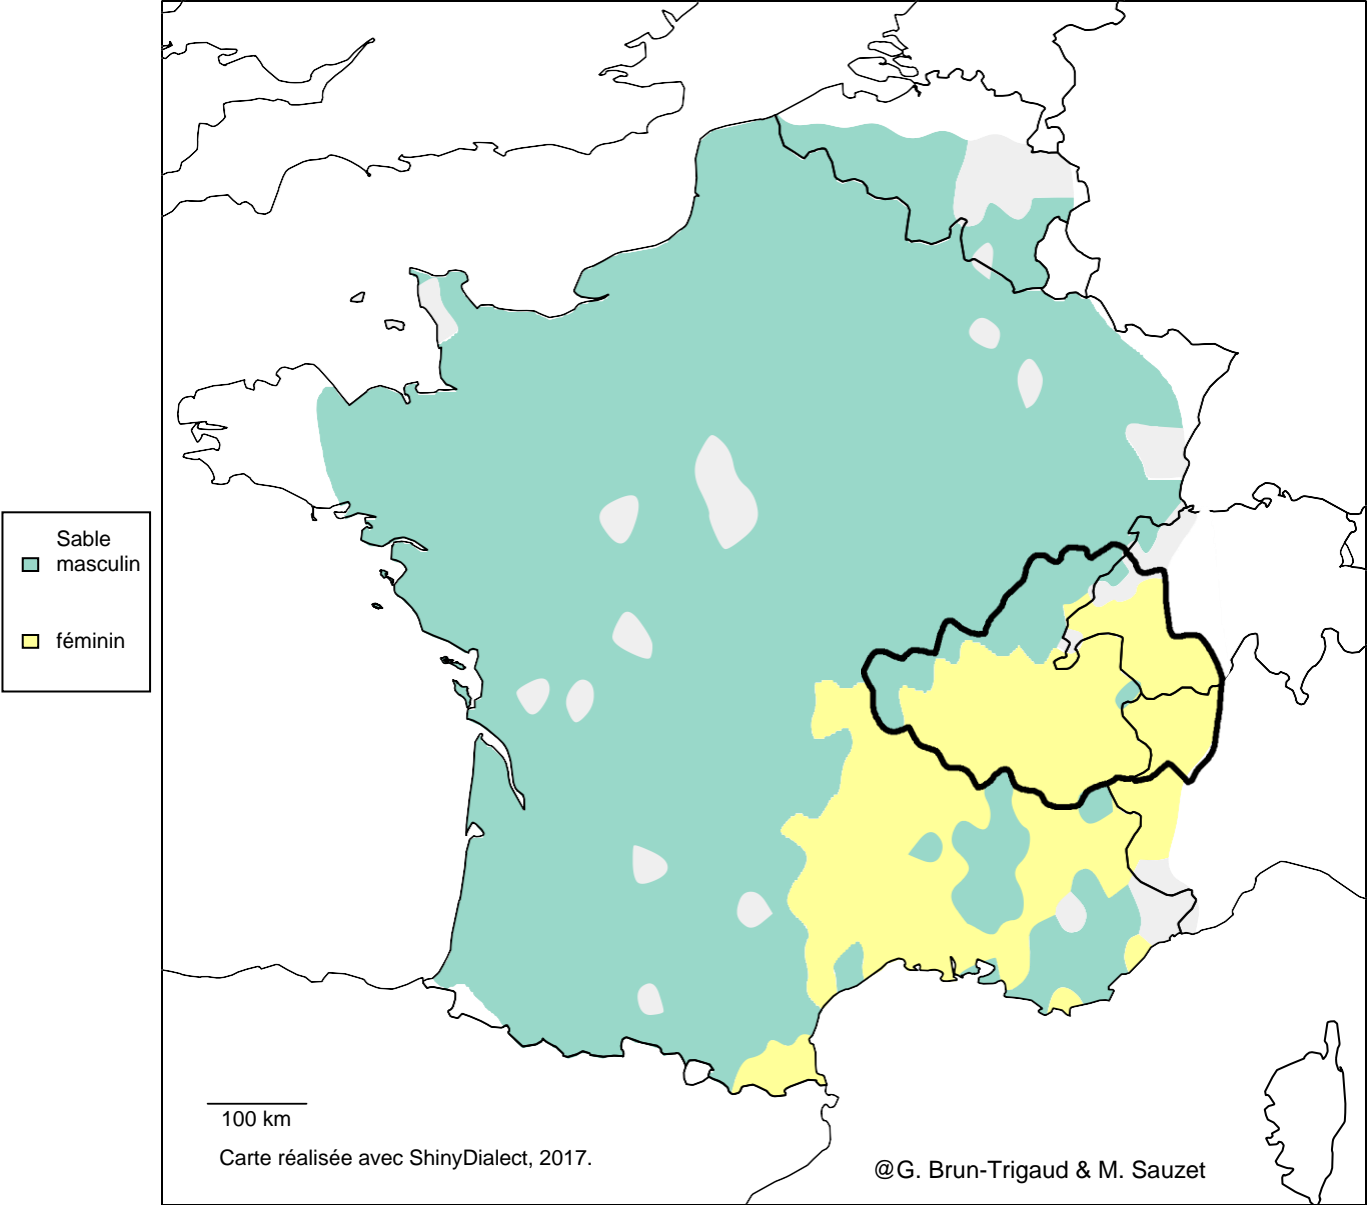 Sable
masculin
féminin
100 km
Carte réalisée avec ShinyDialect, 2017.
@G. Brun-Trigaud & M. Sauzet